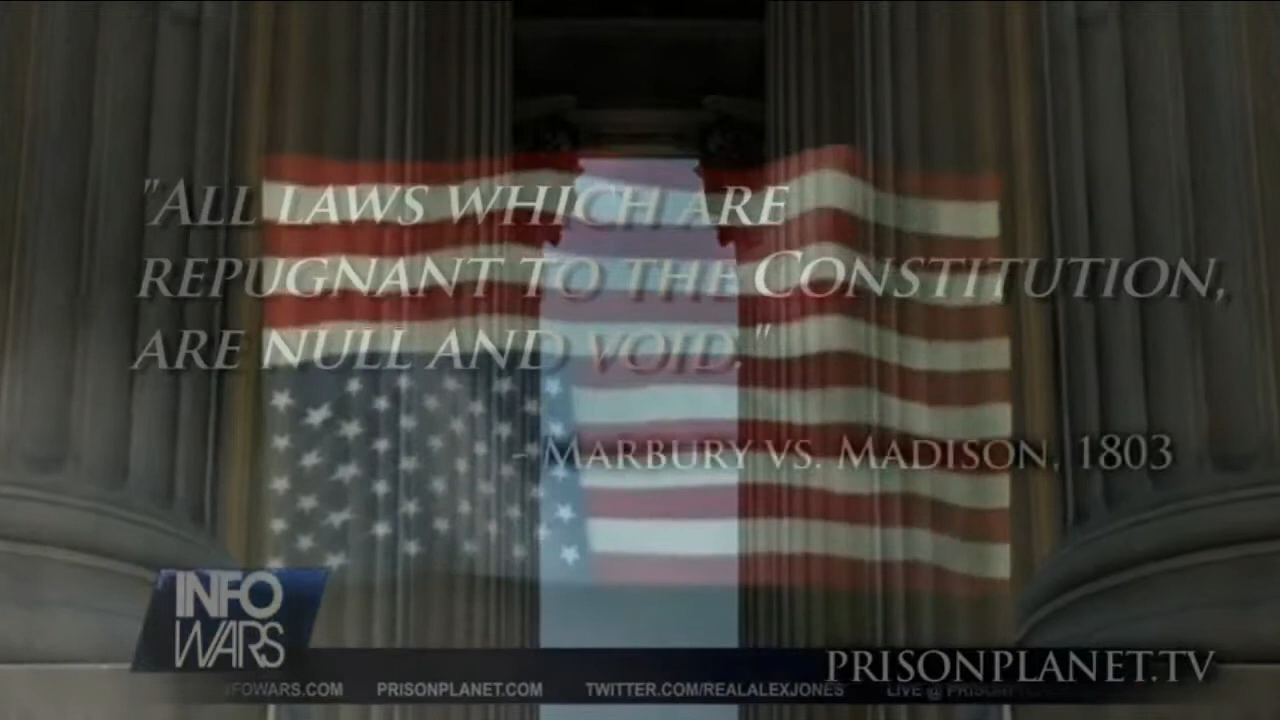 "ALL LAWS WHICH ARE
REPUGNANT TO THE CONSTITUTION,
ARE NULL AND VOID."
- MARBURY VS. MADISON, 1803
INFO
WARS
PRISONPLANET.TV
FOWARS.COM PRISONPLANET.COM TWITTER.COM/REALALEXJONES LIVE @